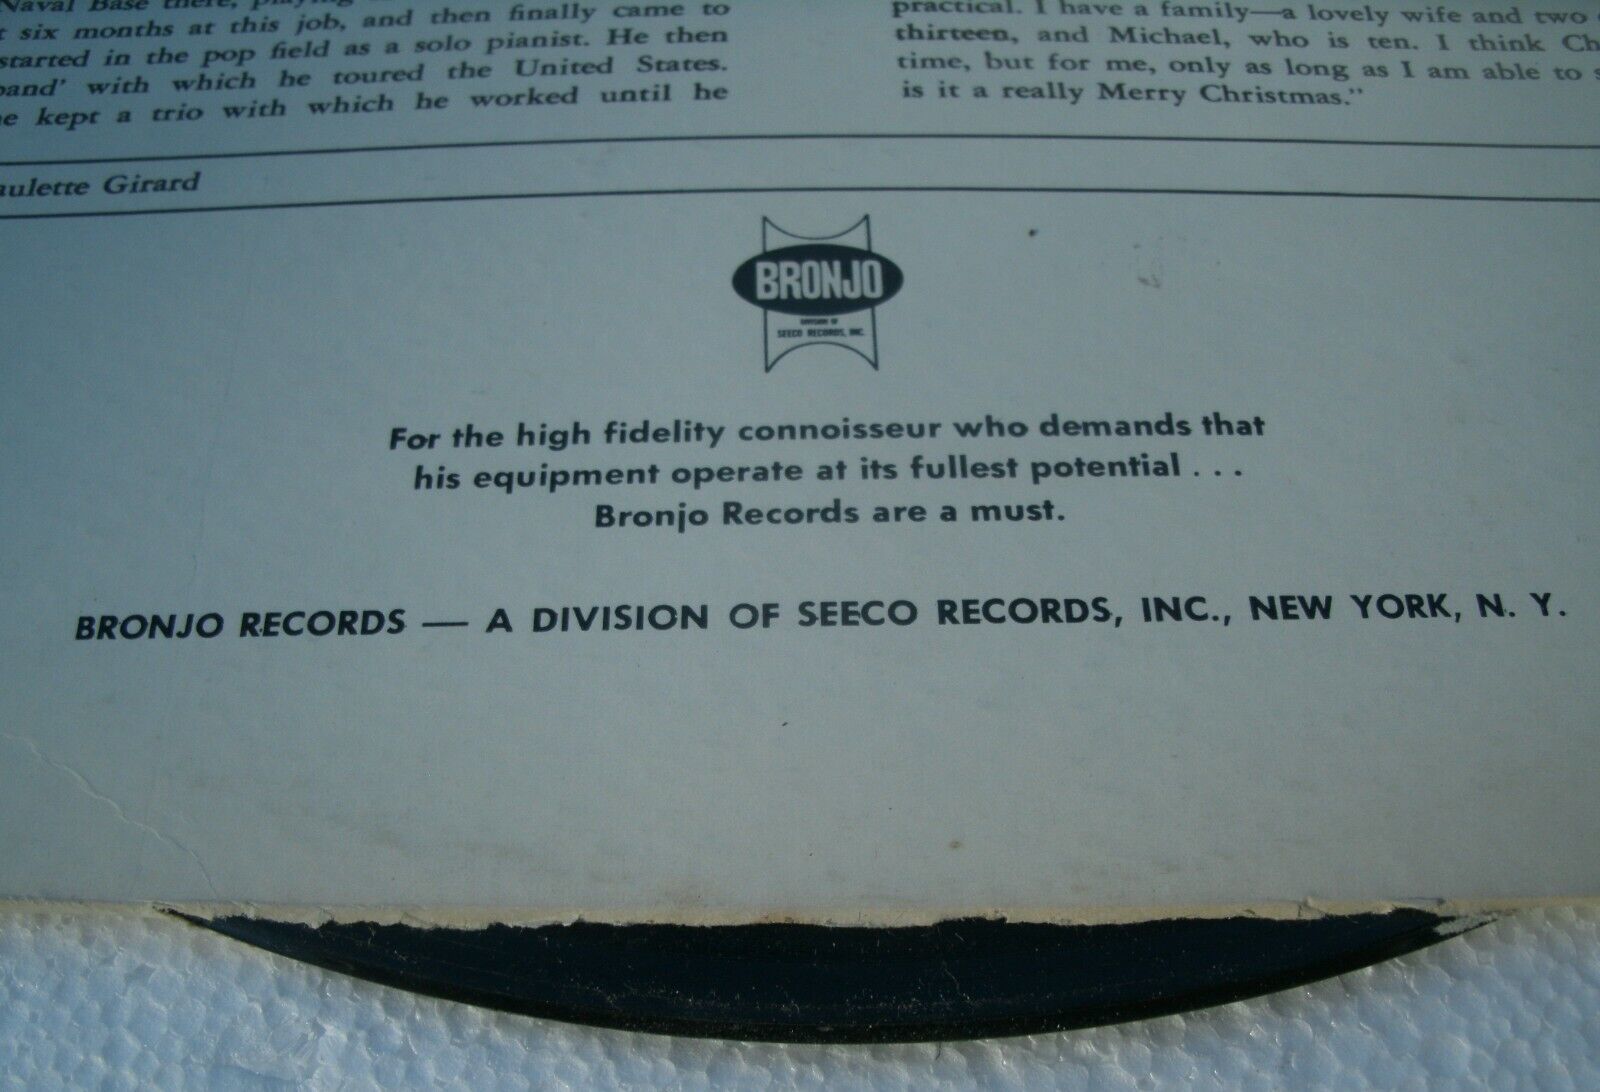 Naval Base there, playing
six months at this job, and then finally came to
started in the pop field as a solo pianist. He then
band' with which he toured the United States.
he kept a trio with which he worked until he
practical. I have a family—a lovely wife and two
thirteen, and Michael, who is ten. I think
time, but for me, only as long as I am able to
is it a really Merry Christmas."
Girard
BRONJO
DIVISION OF
SEECO RECORDS, INC.
For the high fidelity connoisseur who demands that
his equipment operate at its fullest potential . . .
Bronjo Records are a must.
BRONJO RECORDS — A DIVISION OF SEECO RECORDS, INC., NEW YORK, N. Y.